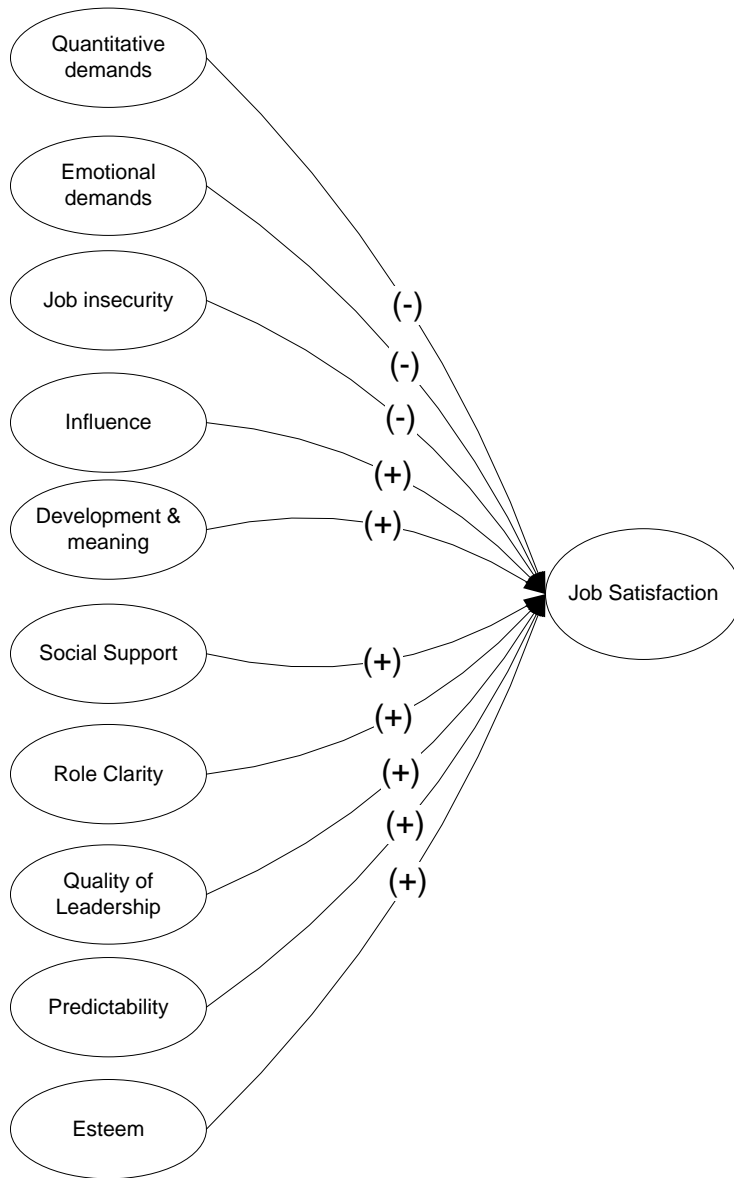 Quantitative
demands
Emotional
demands
(-)
Job insecurity
(-)
(-)
Influence
(+)
Development &
meaning
(+)
Job Satisfaction
Social Support
(+)
(+)
Role Clarity
(+)
(+)
Quality of
Leadership
(+)
Predictability
Esteem